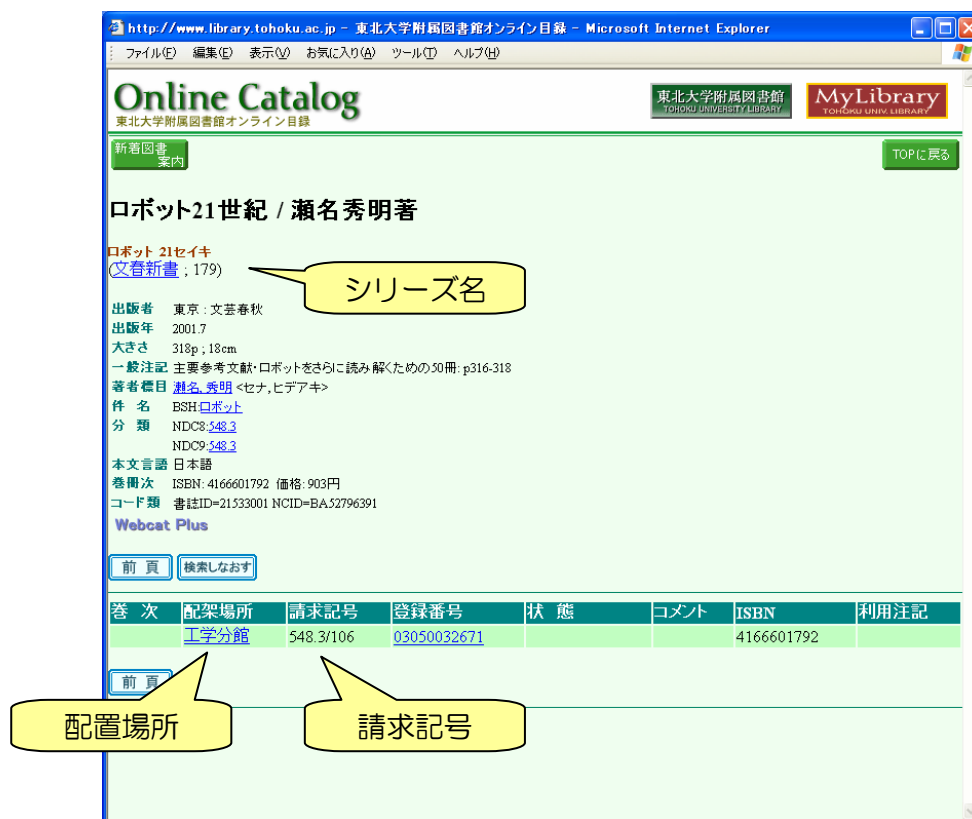 http://www.library.tohoku.ac.jp - 東北大学附属図書館オンライン目録 - Microsoft Internet Explorer
ファイル(F) 編集(E) 表示(V) お気に入り(A) ツール(T) ヘルプ(H)
Online Catalog
東北大学附属図書館オンライン目録
東北大学附属図書館
TOHOKU UNIVERSITY LIBRARY
MyLibrary
TOHOKU UNIV. LIBRARY
新着図書
案内
TOPに戻る
ロボット21世紀 / 瀬名秀明著
ロボット 21セイキ
(文春新書 ; 179)
シリーズ名
出版者 東京 : 文芸春秋
出版年 2001.7
大きさ 318p ; 18cm
一般注記 主要参考文献・ロボットをさらに読み解くための50冊: p316-318
著者標目 瀬名, 秀明 <セナ, ヒデアキ>
件 名 BSH:ロボット
分 類 NDC8:548.3
NDC9:548.3
本文言語 日本語
巻冊次 ISBN: 4166601792 価格: 903円
コード類 書誌ID=21533001 NCID=BA52796391
Webcat Plus
前 頁 検索しなおす
巻 次 配架場所 請求記号 登録番号 状 態 コメント ISBN 利用注記
工学分館 548.3/106 03050032671 4166601792
前 頁
配置場所 請求記号